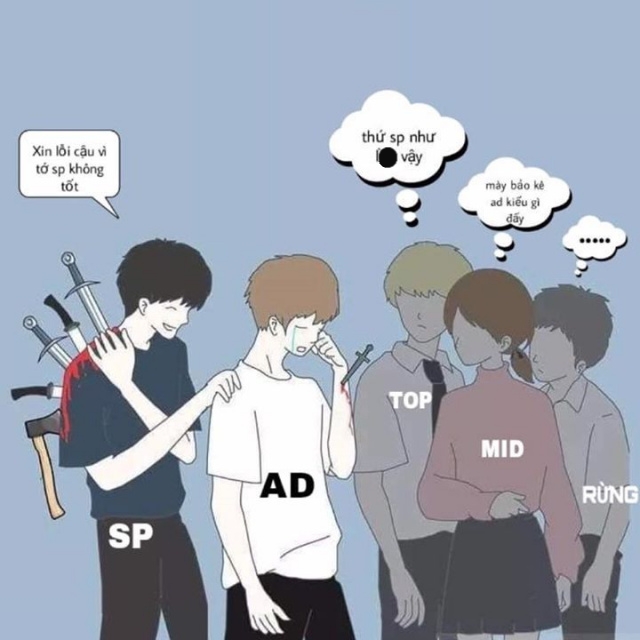 Xin lỗi cậu vì
tớ sp không
tốt
thứ sp như
vậy
mày bảo kê
ad kiểu gì
đấy
.....
SP
AD
TOP
MID
RỪNG